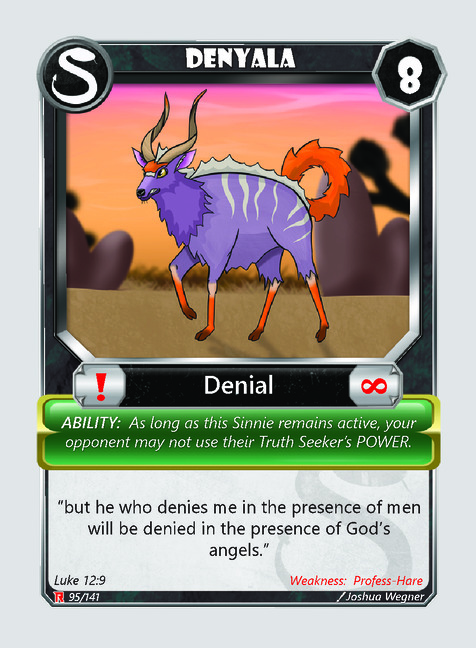 S
DENYALA
8
! Denial ∞
ABILITY: As long as this Sinnie remains active, your
opponent may not use their Truth Seeker's POWER.
"but he who denies me in the presence of men
will be denied in the presence of God's
angels."
Luke 12:9
Weakness: Profess-Hare
R 95/141
Joshua Wegner